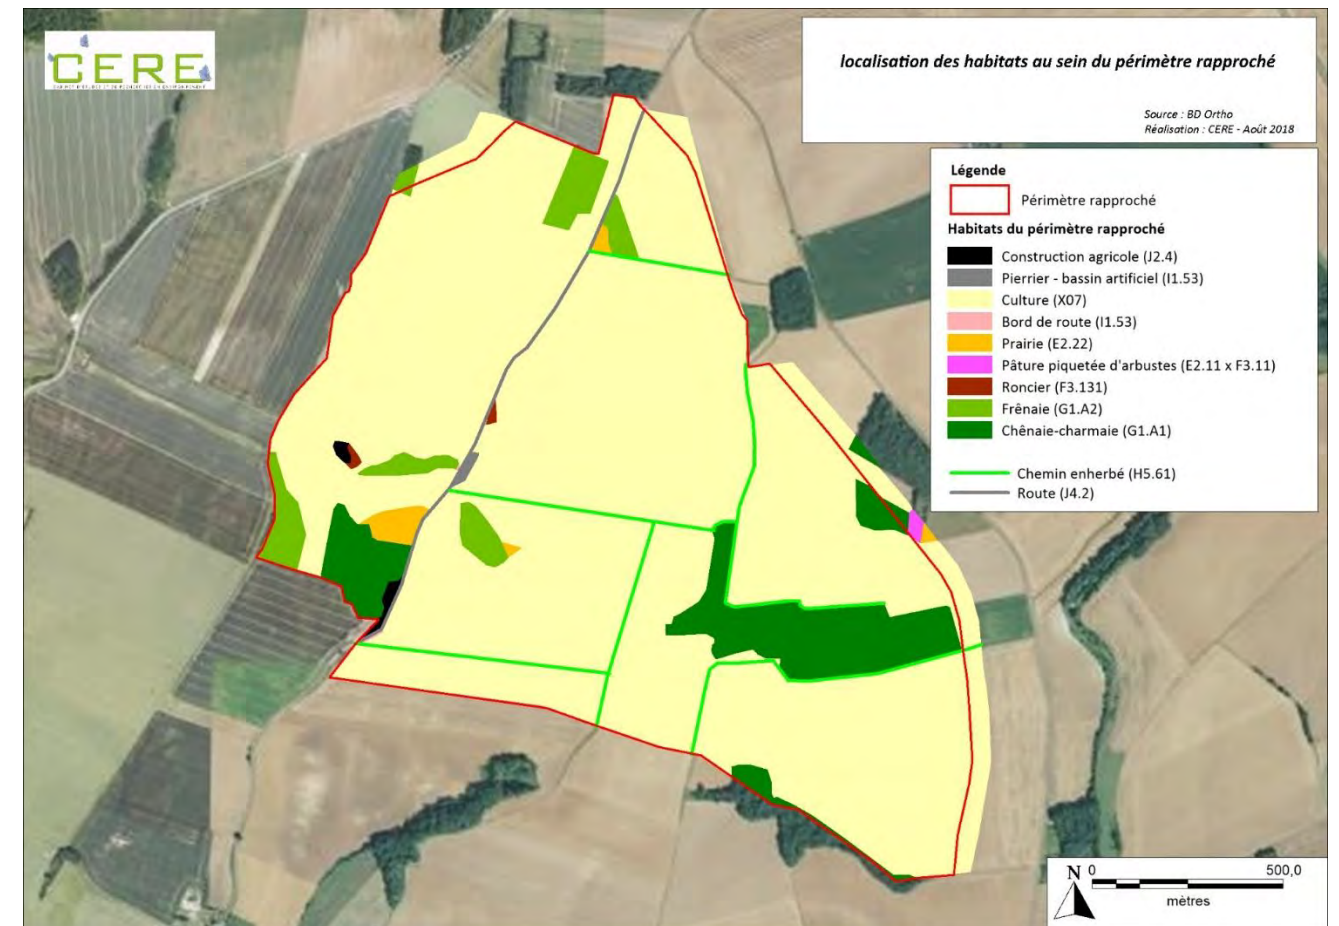 CERE
localisation des habitats au sein du périmètre rapproché
Source : BD Ortho
Réalisation : CERE - Août 2018
Légende
Périmètre rapproché
Habitats du périmètre rapproché
Construction agricole (J2.4)
Pierrier - bassin artificiel (I1.53)
Culture (X07)
Bord de route (I1.53)
Prairie (E2.22)
Pâture piquetée d'arbustes (E2.11 x F3.11)
Roncier (F3.131)
Frênaie (G1.A2)
Chênaie-charmaie (G1.A1)
Chemin enherbé (H5.61)
Route (J4.2)
N 0 500,0
mètres